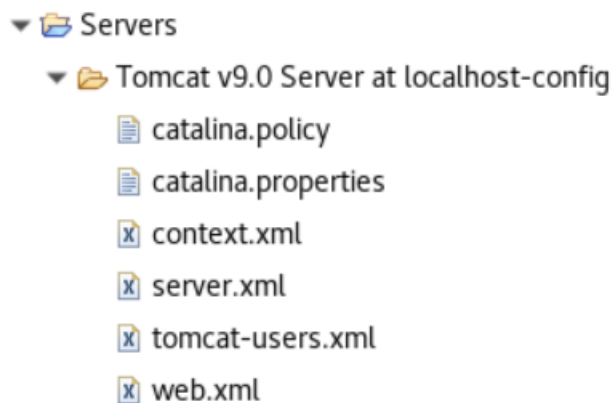 Servers
Tomcat v9.0 Server at localhost-config
catalina.policy
catalina.properties
context.xml
server.xml
tomcat-users.xml
web.xml